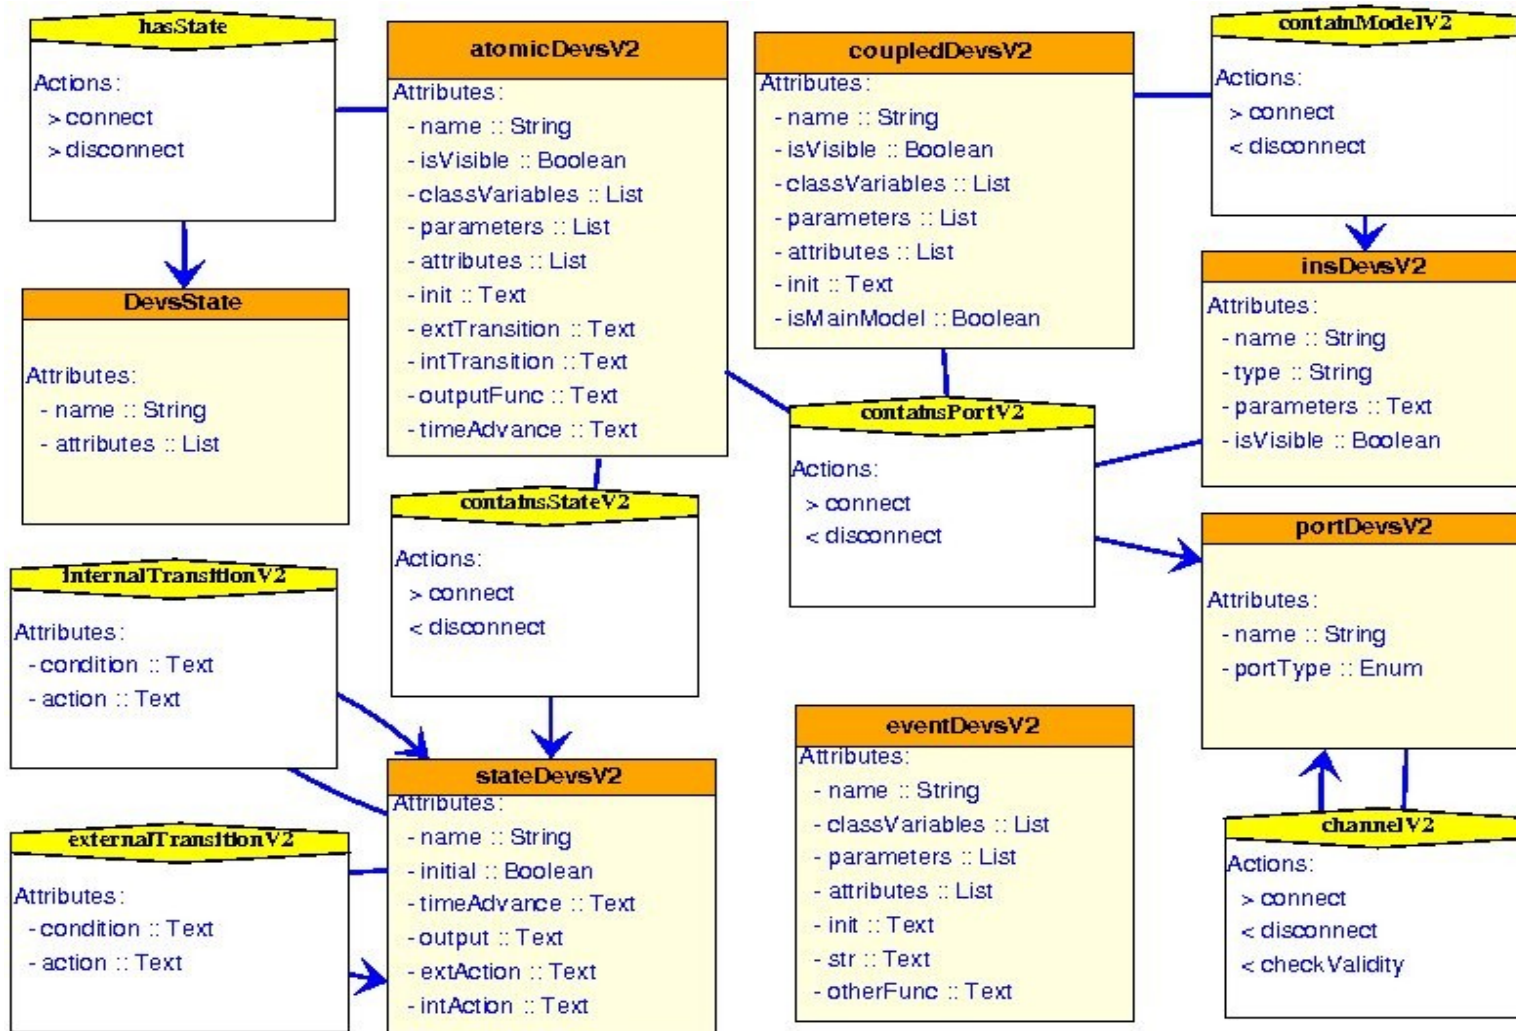 hasState
Actions:
> connect
> disconnect
atomicDevsV2
Attributes:
- name :: String
- isVisible :: Boolean
- classVariables :: List
- parameters :: List
- attributes :: List
- init :: Text
- extTransition :: Text
- intTransition :: Text
- outputFunc :: Text
- timeAdvance :: Text
coupledDevsV2
Attributes:
- name :: String
- isVisible :: Boolean
- classVariables :: List
- parameters :: List
- attributes :: List
- init :: Text
- isMainModel :: Boolean
containModelV2
Actions:
> connect
< disconnect
DevsState
Attributes:
- name :: String
- attributes :: List
insDevsV2
Attributes:
- name :: String
- type :: String
- parameters :: Text
- isVisible :: Boolean
containsPortV2
Actions:
> connect
< disconnect
containsStateV2
Actions:
> connect
< disconnect
portDevsV2
Attributes:
- name :: String
- portType :: Enum
internalTransitionV2
Attributes:
- condition :: Text
- action :: Text
stateDevsV2
Attributes:
- name :: String
- initial :: Boolean
- timeAdvance :: Text
- output :: Text
- extAction :: Text
- intAction :: Text
eventDevsV2
Attributes:
- name :: String
- classVariables :: List
- parameters :: List
- attributes :: List
- init :: Text
- str :: Text
- otherFunc :: Text
externalTransitionV2
Attributes:
- condition :: Text
- action :: Text
channelV2
Actions:
> connect
< disconnect
< checkValidity